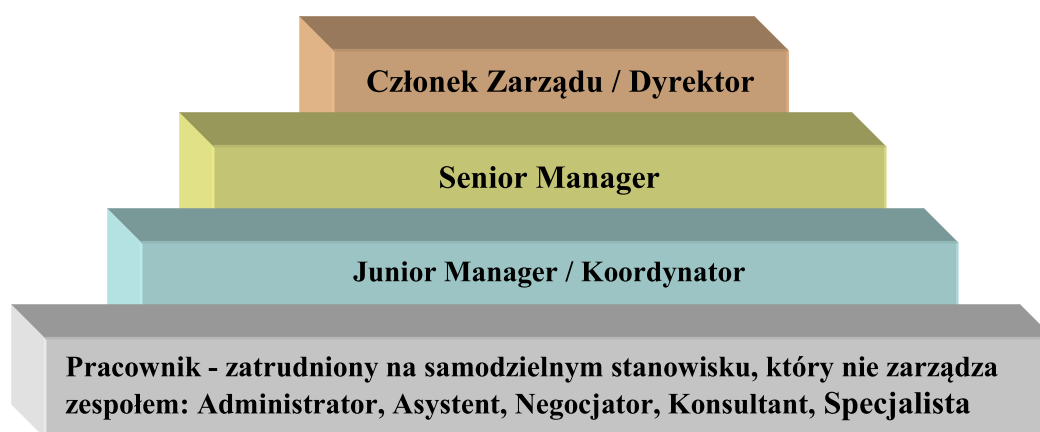 Członek Zarządu / Dyrektor
Senior Manager
Junior Manager / Koordynator
Pracownik - zatrudniony na samodzielnym stanowisku, który nie zarządza
zespołem: Administrator, Asystent, Negocjator, Konsultant, Specjalista